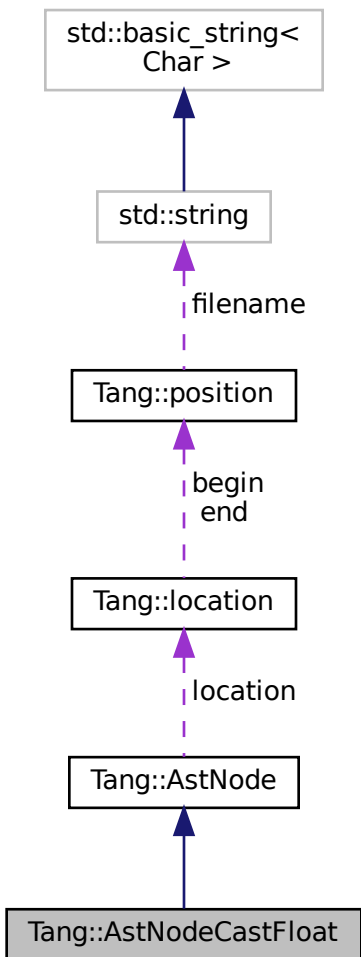 std::basic_string<
Char >
std::string
filename
Tang::position
begin
end
Tang::location
location
Tang::AstNode
Tang::AstNodeCastFloat